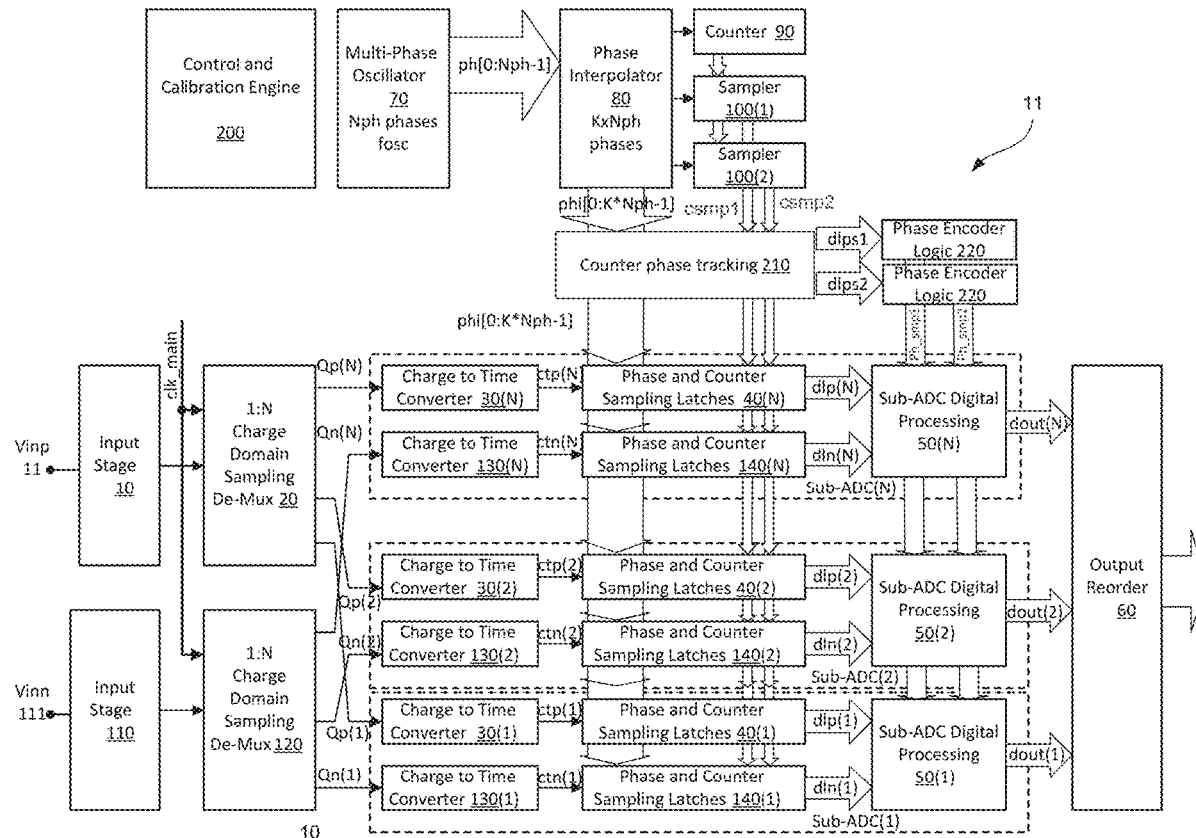 Control and
Calibration Engine
200
Multi-Phase
Oscillator
70
Nph phases
fosc
ph[0:Nph-1]
Phase
Interpolator
80
KxNph
phases
Counter 90
Sampler
100(1)
Sampler
100(2)
11
phi[0:K*Nph-1]
csmp1
csmp2
Counter phase tracking 210
dlps1
dlps2
Phase Encoder
Logic 220
Phase Encoder
Logic 220
phi[0:K*Nph-1]
Ph_smp1
Ph_smp2
clk_main
Vinp
11
Input
Stage
10
1:N
Charge
Domain
Sampling
De-Mux 20
Qp(N)
Qn(N)
Charge to Time
Converter 30(N)
ctp(N)
Phase and Counter
Sampling Latches 40(N)
dlp(N)
Charge to Time
Converter 130(N)
ctn(N)
Phase and Counter
Sampling Latches 140(N)
dln(N)
Sub-ADC Digital
Processing
50(N)
dout(N)
Sub-ADC(N)
Qp(2)
Qn(2)
Charge to Time
Converter 30(2)
ctp(2)
Phase and Counter
Sampling Latches 40(2)
dlp(2)
Charge to Time
Converter 130(2)
ctn(2)
Phase and Counter
Sampling Latches 140(2)
dln(2)
Sub-ADC Digital
Processing
50(2)
dout(2)
Sub-ADC(2)
Output
Reorder
60
Vinn
111
Input
Stage
110
1:N
Charge
Domain
Sampling
De-Mux 120
Qp(1)
Qn(1)
Charge to Time
Converter 30(1)
ctp(1)
Phase and Counter
Sampling Latches 40(1)
dlp(1)
Charge to Time
Converter 130(1)
ctn(1)
Phase and Counter
Sampling Latches 140(1)
dln(1)
Sub-ADC Digital
Processing
50(1)
dout(1)
Sub-ADC(1)
10